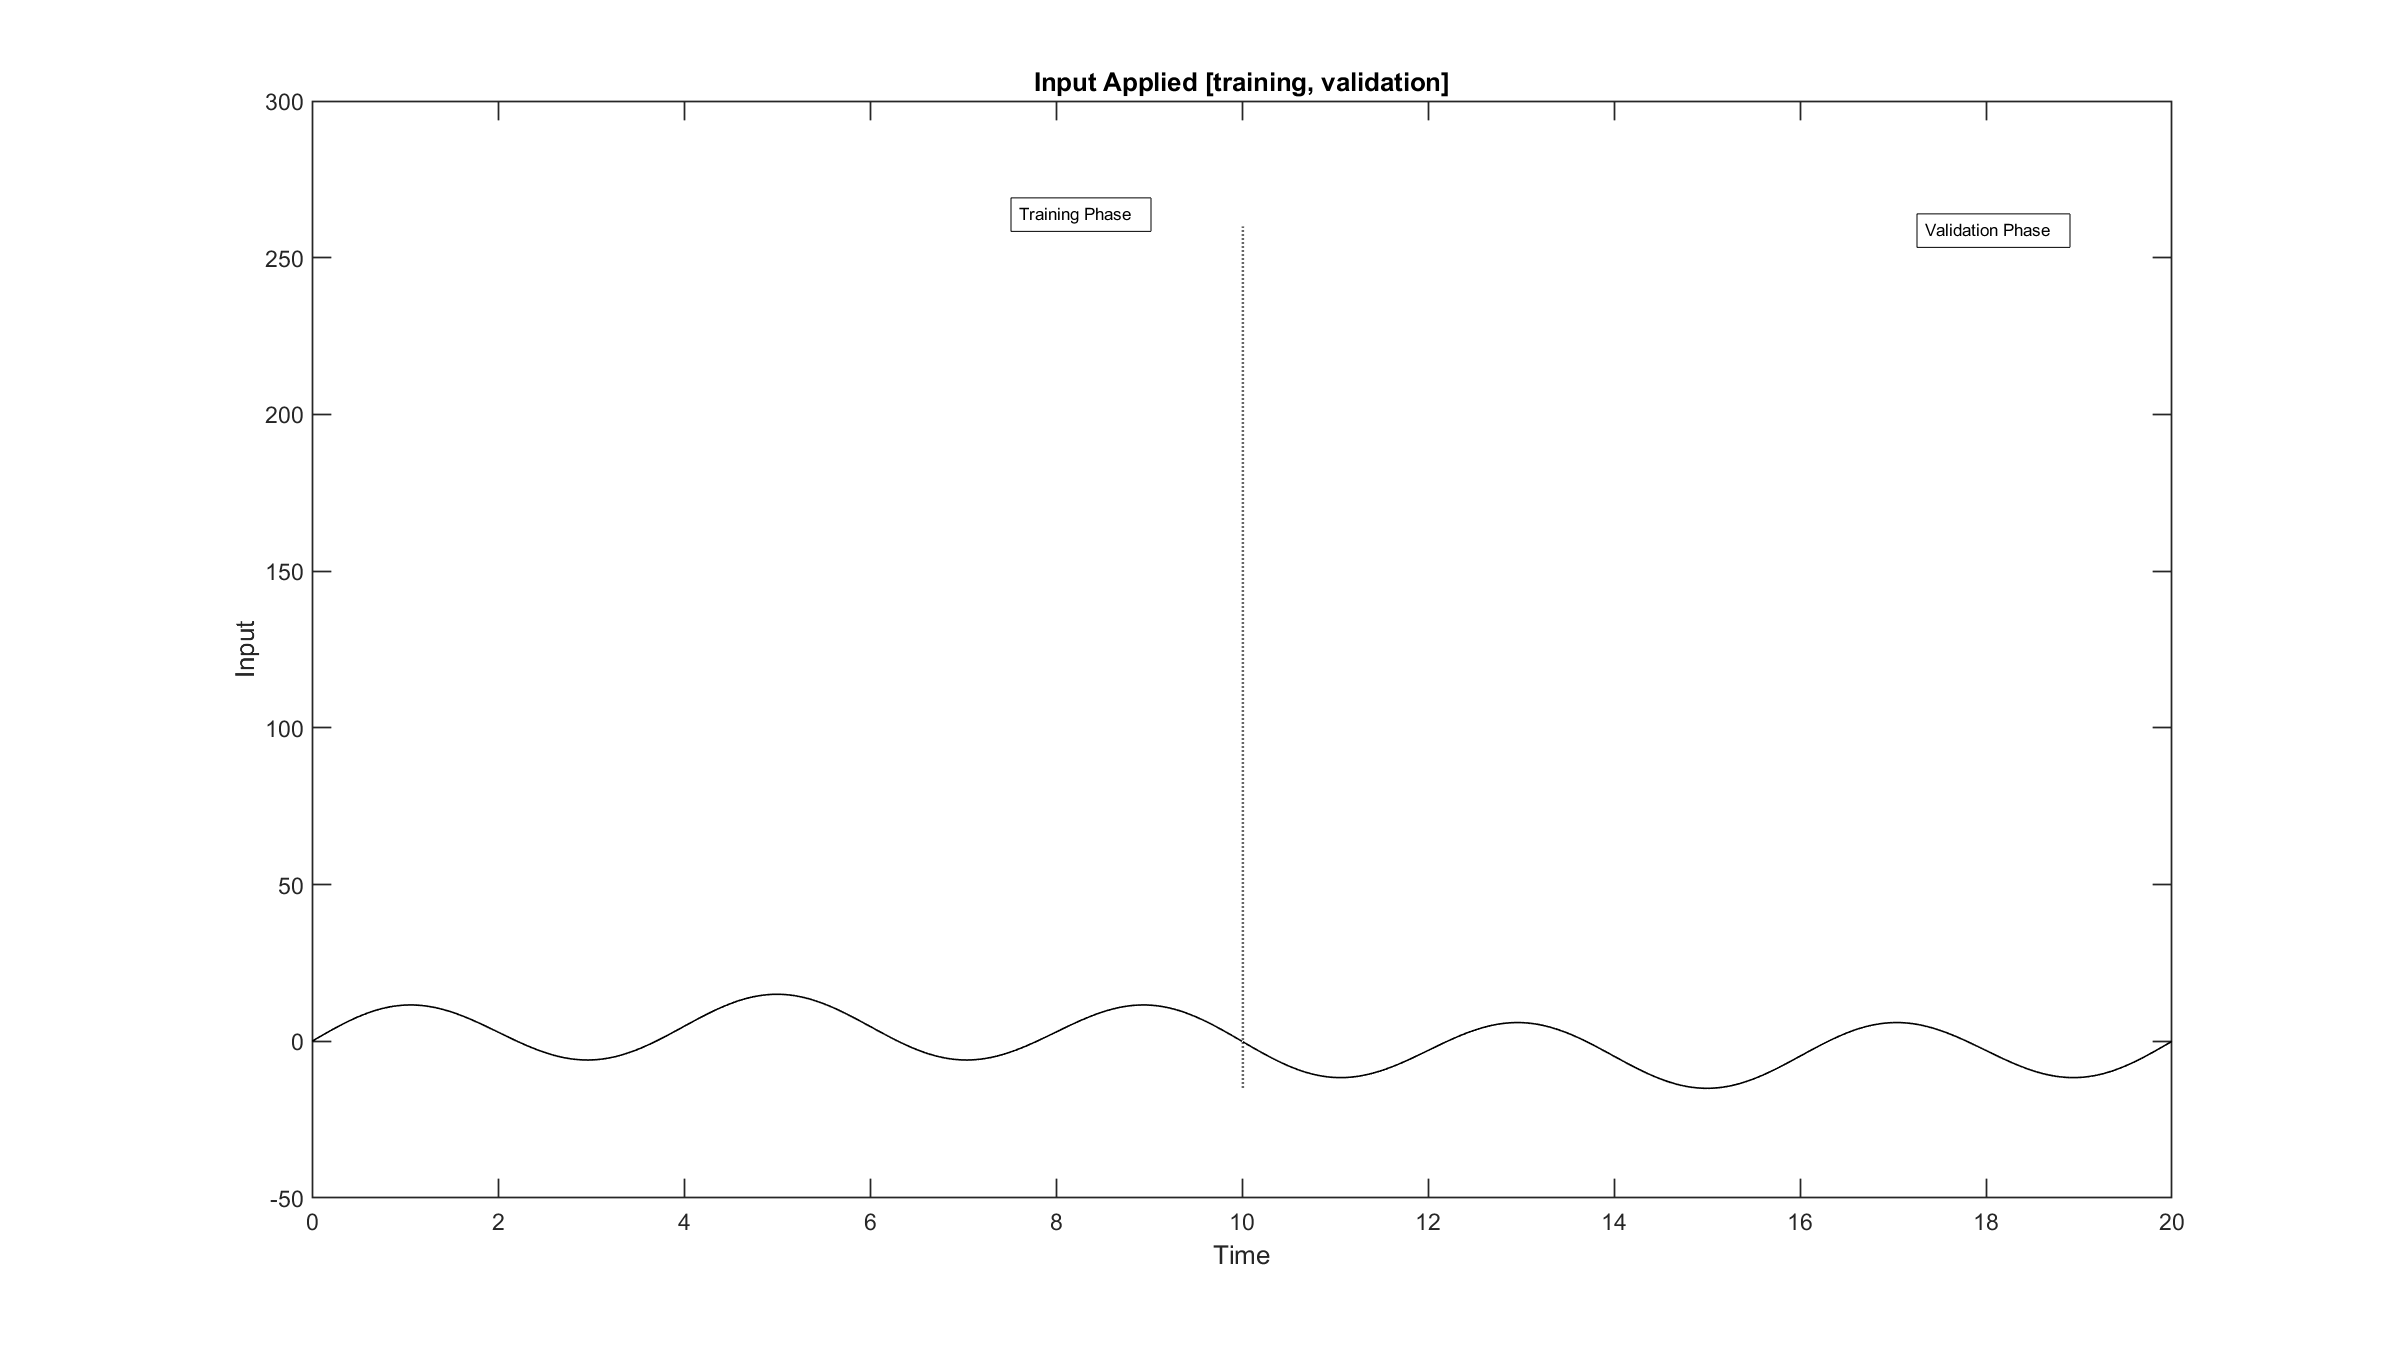 Input Applied [training, validation]
300
Training Phase
Validation Phase
250
200
150
Input
100
50
0
-50
0 2 4 6 8 10 12 14 16 18 20
Time